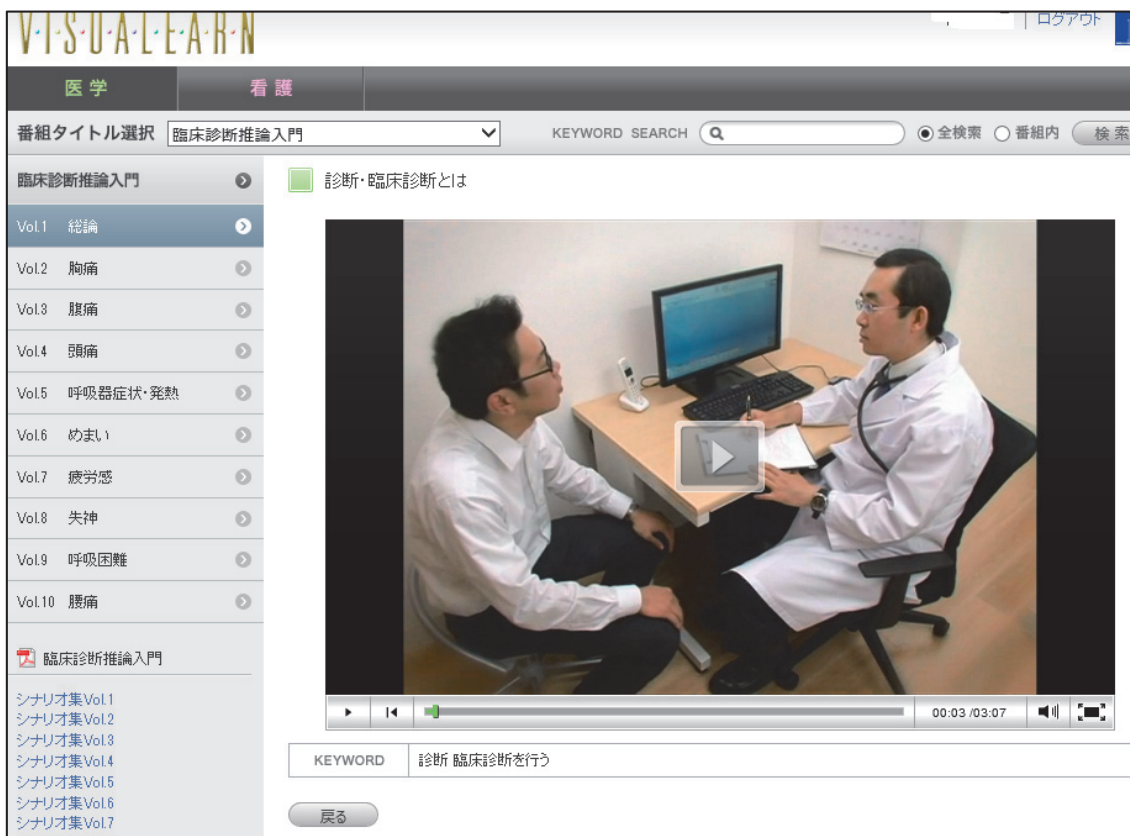 V·I·S·U·A·L·E·A·R·N
ログアウト
医学 看護
番組タイトル選択 臨床診断推論入門 KEYWORD SEARCH 全検索 番組内 検索
臨床診断推論入門
診断・臨床診断とは
Vol.1 総論
Vol.2 胸痛
Vol.3 腹痛
Vol.4 頭痛
Vol.5 呼吸器症状・発熱
Vol.6 めまい
Vol.7 疲労感
Vol.8 失神
Vol.9 呼吸困難
Vol.10 腰痛
臨床診断推論入門
シナリオ集Vol.1
シナリオ集Vol.2
シナリオ集Vol.3
シナリオ集Vol.4
シナリオ集Vol.5
シナリオ集Vol.6
シナリオ集Vol.7
00:03 /03:07
KEYWORD 診断 臨床診断を行う
戻る